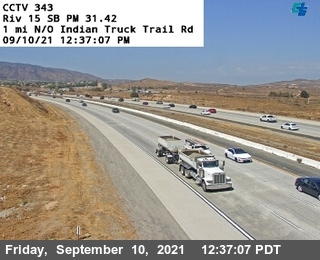 CCTV 343
Riv 15 SB PM 31.42
1 mi N/O Indian Truck Trail Rd
09/10/21 12:37:07 PM
Friday, September 10, 2021 12:37:07 PDT